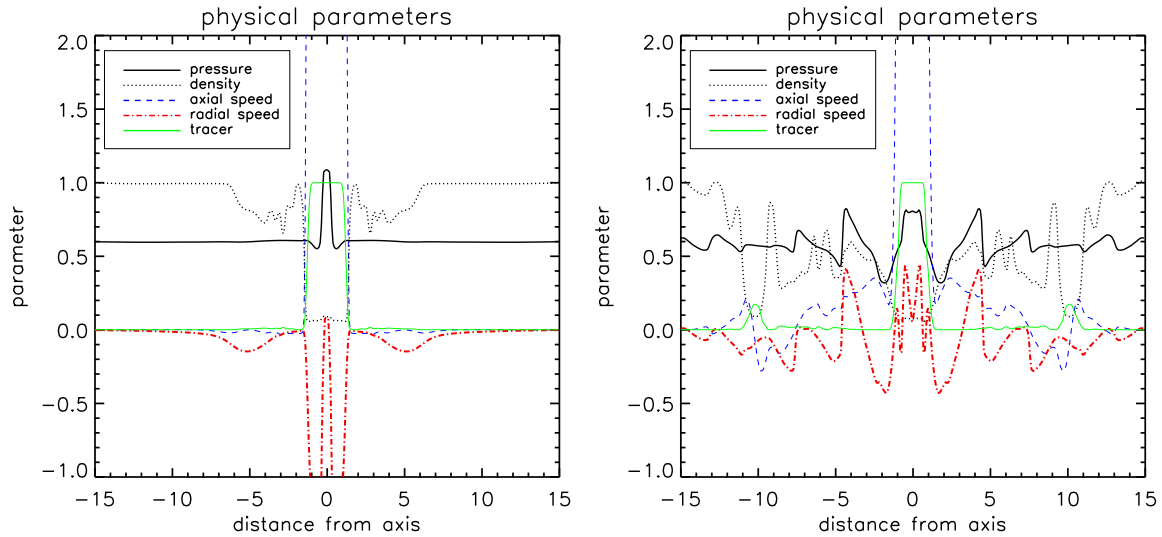 physical parameters
2.0
1.5
1.0
0.5
0.0
−0.5
−1.0
parameter
pressure
density
axial speed
radial speed
tracer
−15 −10 −5 0 5 10 15
distance from axis
physical parameters
2.0
1.5
1.0
0.5
0.0
−0.5
−1.0
parameter
pressure
density
axial speed
radial speed
tracer
−15 −10 −5 0 5 10 15
distance from axis